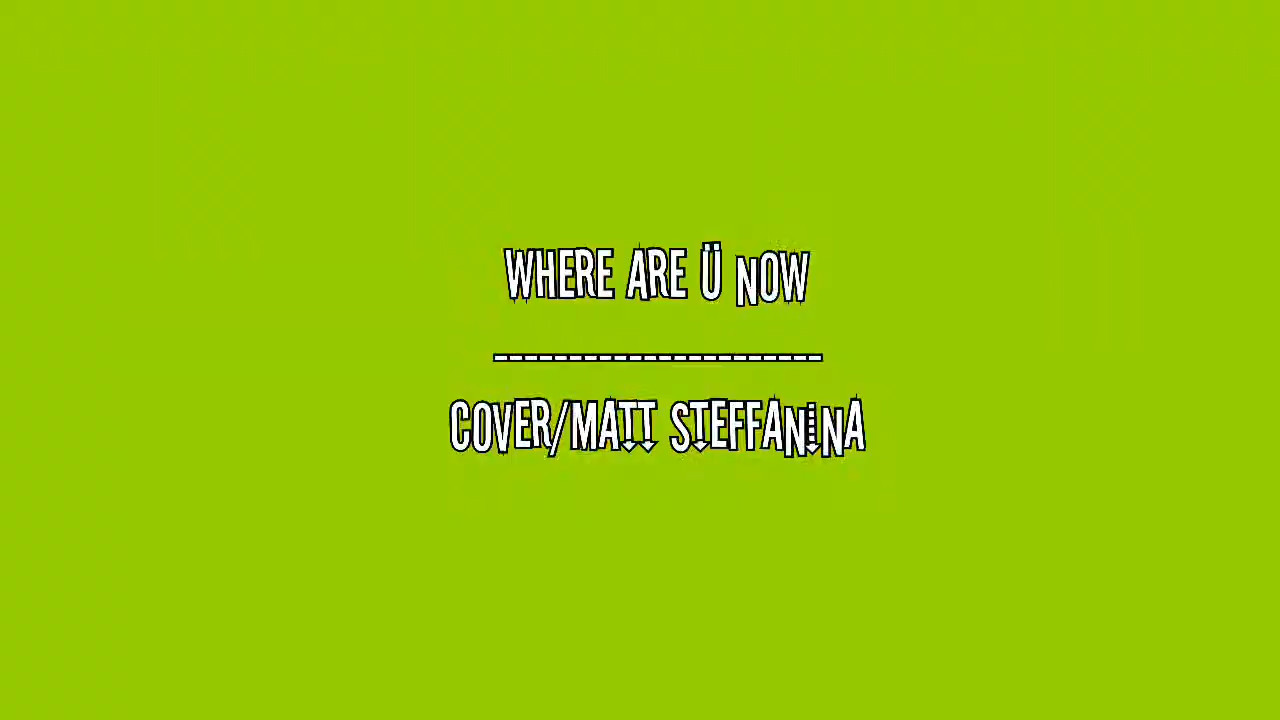 WHERE ARE Ü NOW
----------------------
COVER/MATT STEFFANINA